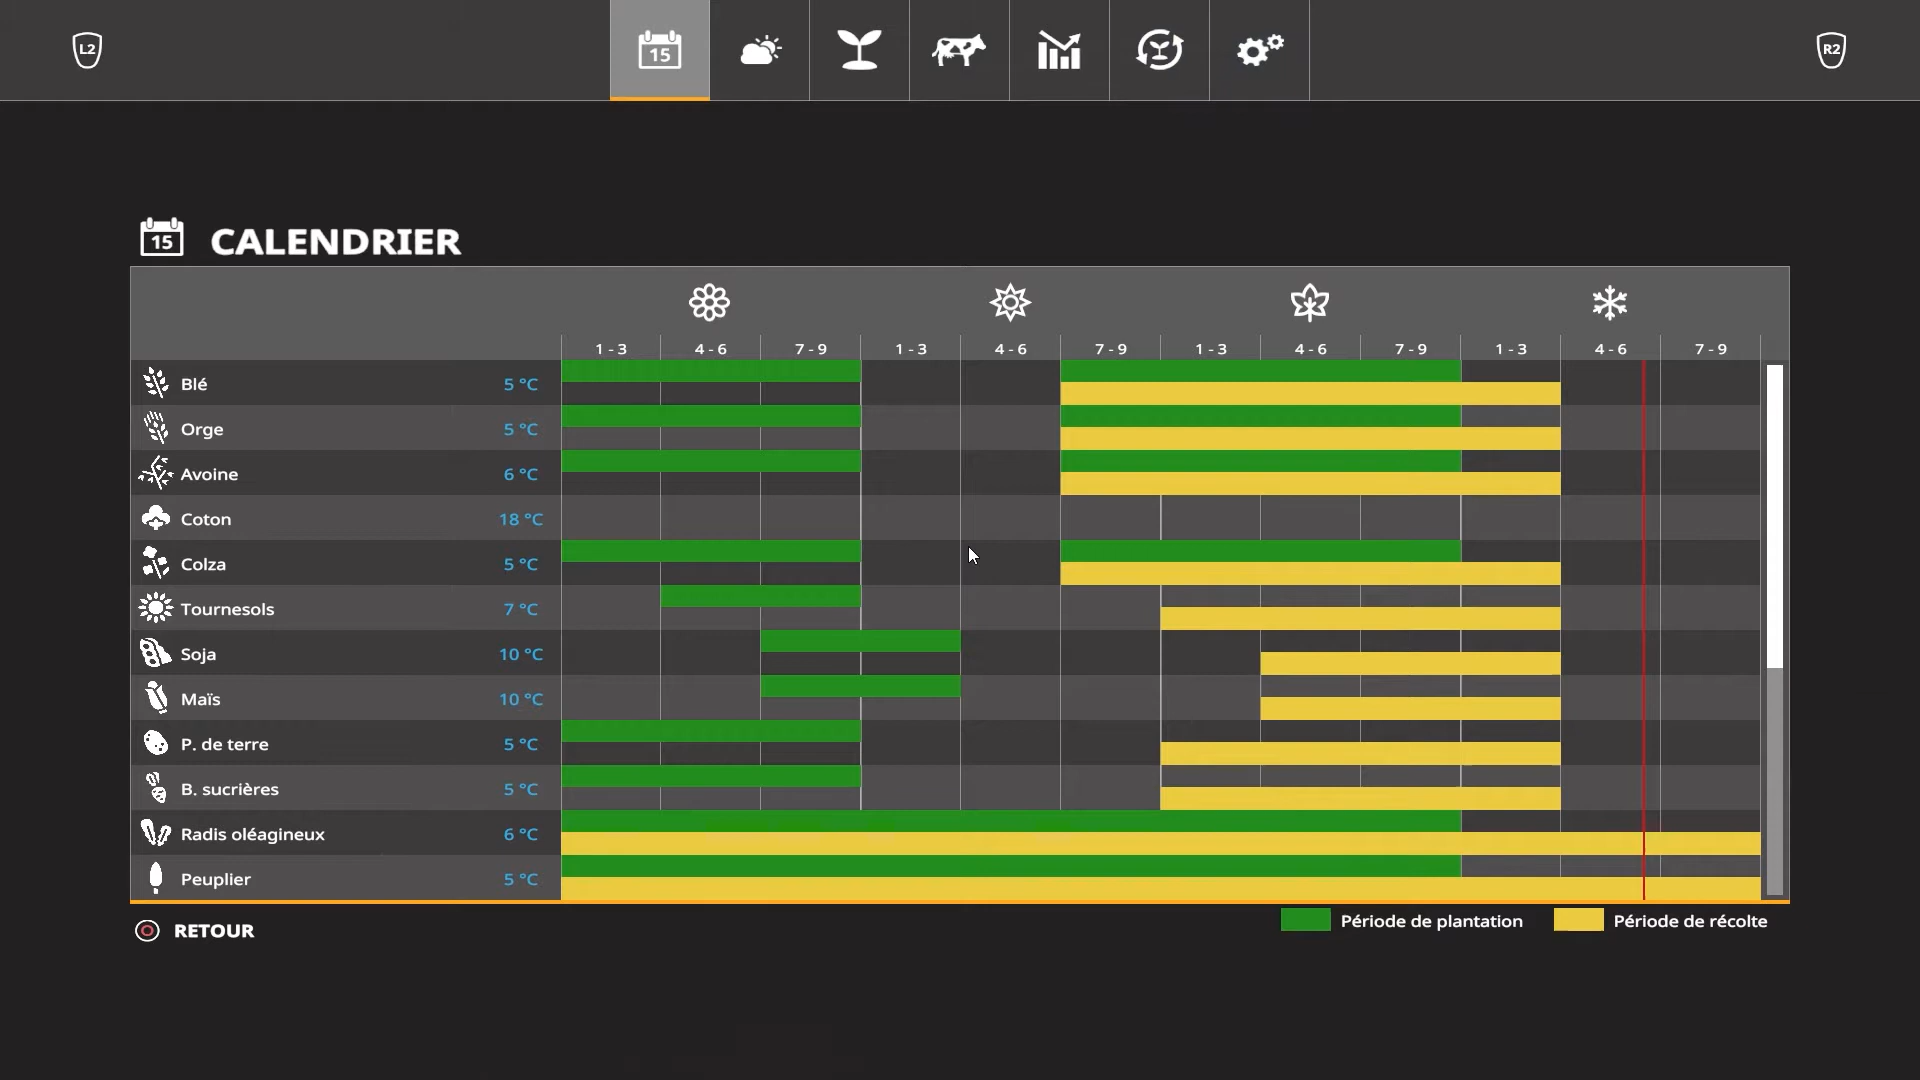 L2
15
R2
15 CALENDRIER
1 - 3 4 - 6 7 - 9 1 - 3 4 - 6 7 - 9 1 - 3 4 - 6 7 - 9 1 - 3 4 - 6 7 - 9
Blé 5 °C
Orge 5 °C
Avoine 6 °C
Coton 18 °C
Colza 5 °C
Tournesols 7 °C
Soja 10 °C
Maïs 10 °C
P. de terre 5 °C
B. sucrières 5 °C
Radis oléagineux 6 °C
Peuplier 5 °C
RETOUR
Période de plantation
Période de récolte